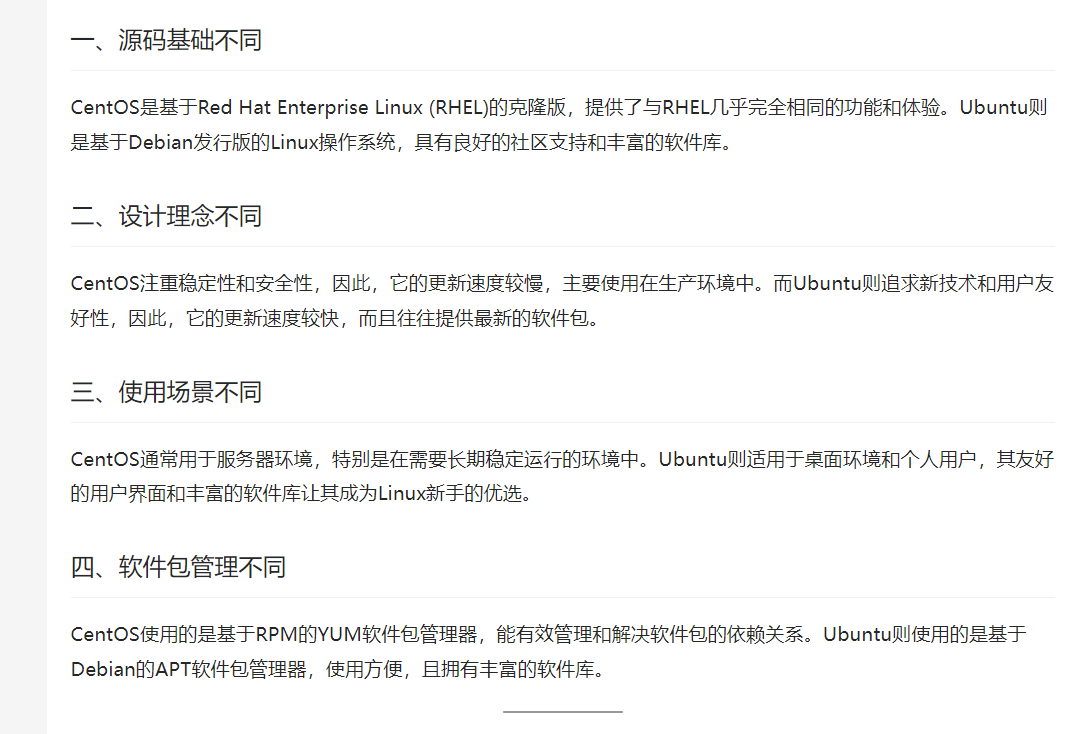 一、源码基础不同
CentOS是基于Red Hat Enterprise Linux (RHEL)的克隆版，提供了与RHEL几乎完全相同的功能和体验。Ubuntu则
是基于Debian发行版的Linux操作系统，具有良好的社区支持和丰富的软件库。
二、设计理念不同
CentOS注重稳定性和安全性，因此，它的更新速度较慢，主要使用在生产环境中。而Ubuntu则追求新技术和用户友
好性，因此，它的更新速度较快，而且往往提供最新的软件包。
三、使用场景不同
CentOS通常用于服务器环境，特别是在需要长期稳定运行的环境中。Ubuntu则适用于桌面环境和个人用户，其友好
的用户界面和丰富的软件库让其成为Linux新手的优选。
四、软件包管理不同
CentOS使用的是基于RPM的YUM软件包管理器，能有效管理和解决软件包的依赖关系。Ubuntu则使用的是基于
Debian的APT软件包管理器，使用方便，且拥有丰富的软件库。